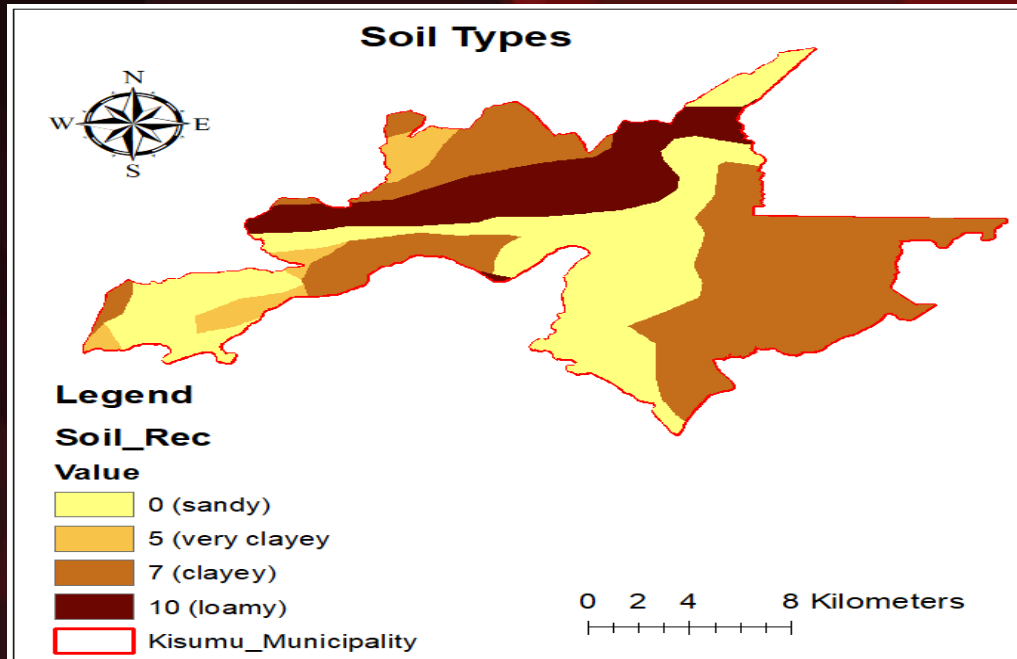 Soil Types
N
W E
S
Legend
Soil_Rec
Value
0 (sandy)
5 (very clayey
7 (clayey)
10 (loamy)
Kisumu_Municipality
0 2 4 8 Kilometers